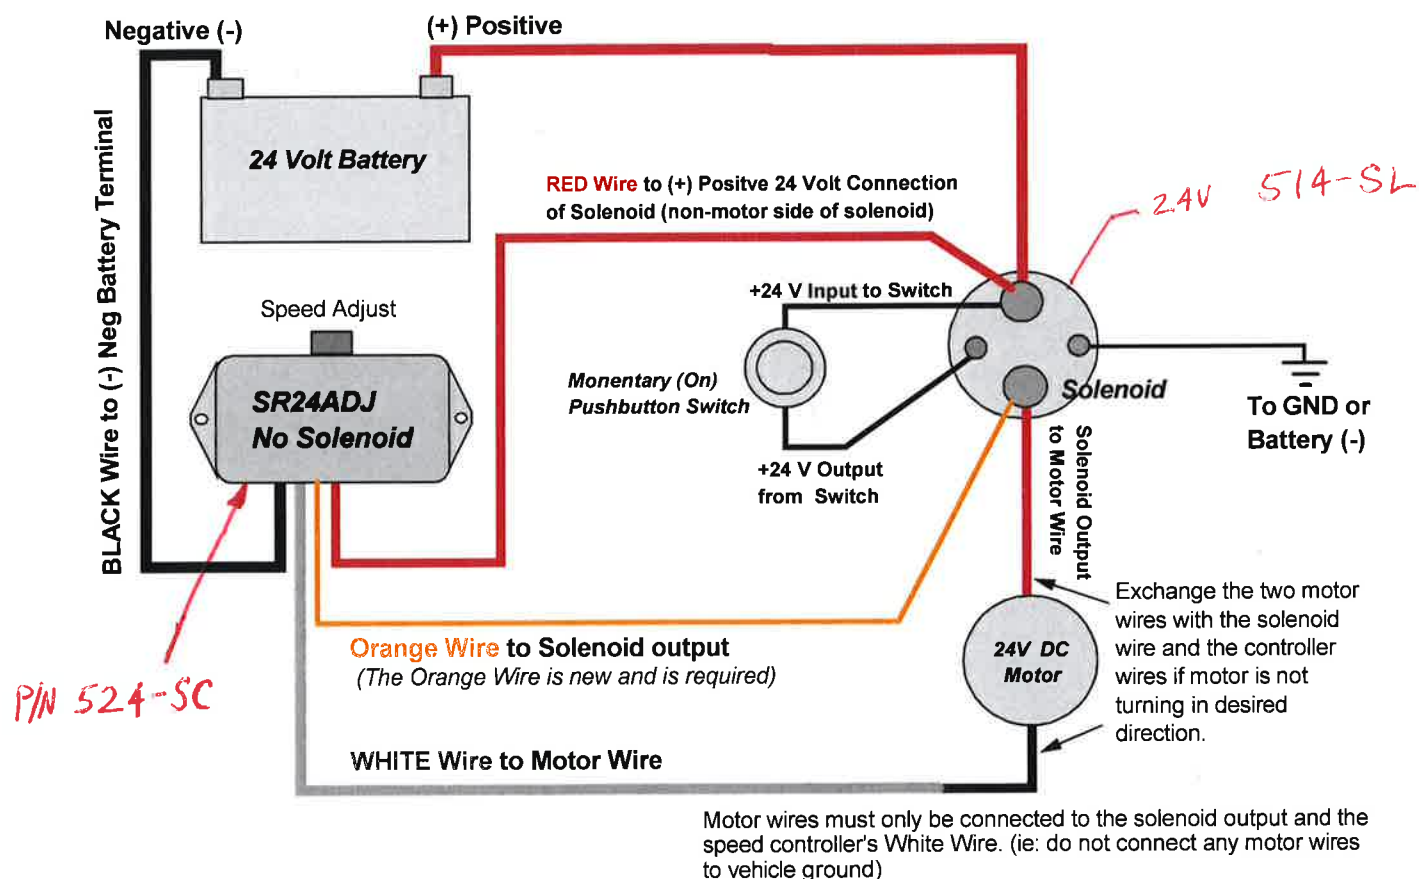 Negative (-)
(+) Positive
24 Volt Battery
BLACK Wire to (-) Neg Battery Terminal
RED Wire to (+) Positve 24 Volt Connection
of Solenoid (non-motor side of solenoid)
24V 514-SL
Speed Adjust
+24 V Input to Switch
SR24ADJ
No Solenoid
Monentary (On)
Pushbutton Switch
Solenoid
To GND or
Battery (-)
+24 V Output
from Switch
Solenoid Output
to Motor Wire
Exchange the two motor
wires with the solenoid
wire and the controller
wires if motor is not
turning in desired
direction.
24V DC
Motor
Orange Wire to Solenoid output
(The Orange Wire is new and is required)
P/N 524-SC
WHITE Wire to Motor Wire
Motor wires must only be connected to the solenoid output and the
speed controller's White Wire. (ie: do not connect any motor wires
to vehicle ground)